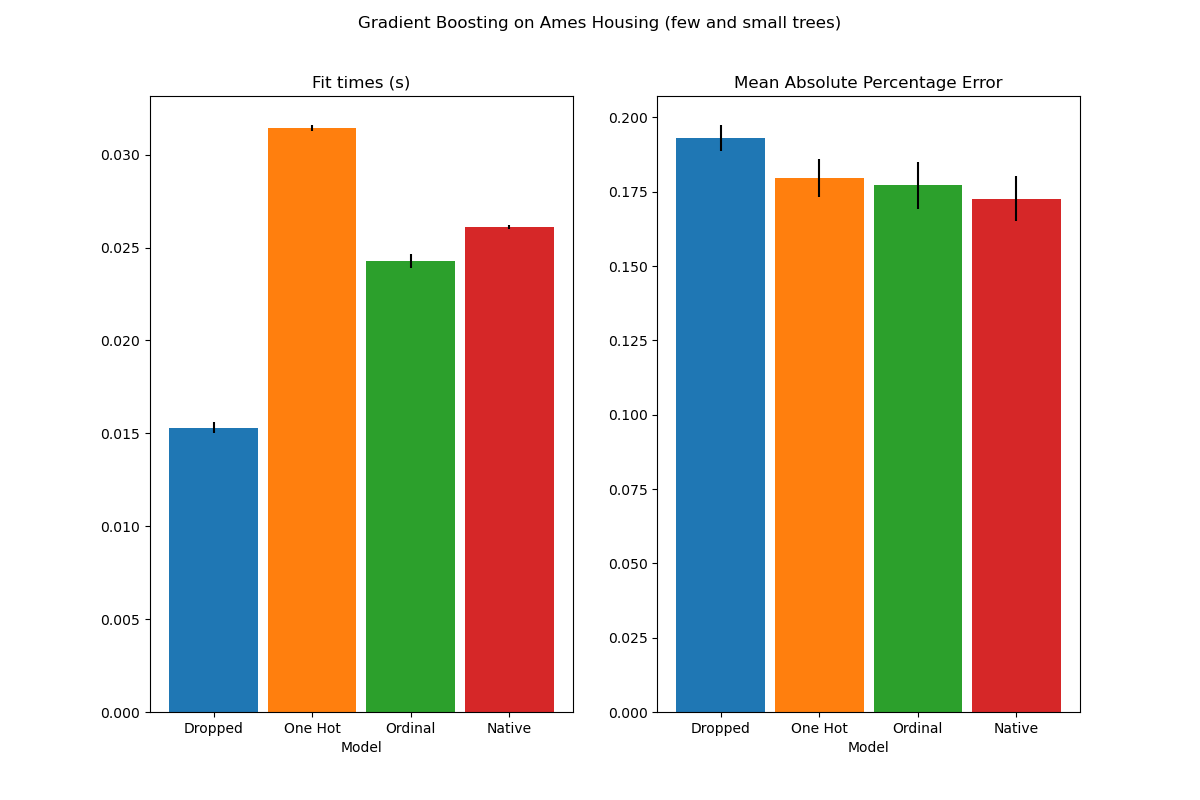 Gradient Boosting on Ames Housing (few and small trees)
Fit times (s)
0.030
0.025
0.020
0.015
0.010
0.005
0.000
Dropped One Hot Ordinal Native
Model
Mean Absolute Percentage Error
0.200
0.175
0.150
0.125
0.100
0.075
0.050
0.025
0.000
Dropped One Hot Ordinal Native
Model